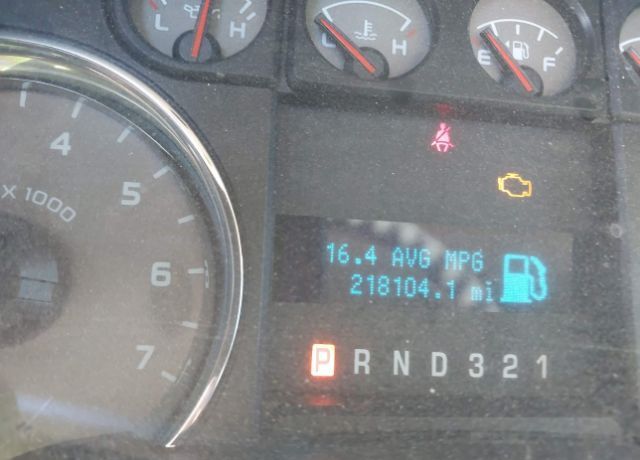 L H
L H
E F
4
5
x 1000
6
7
16.4 AVG MPG
218104.1 mi
P R N D 3 2 1